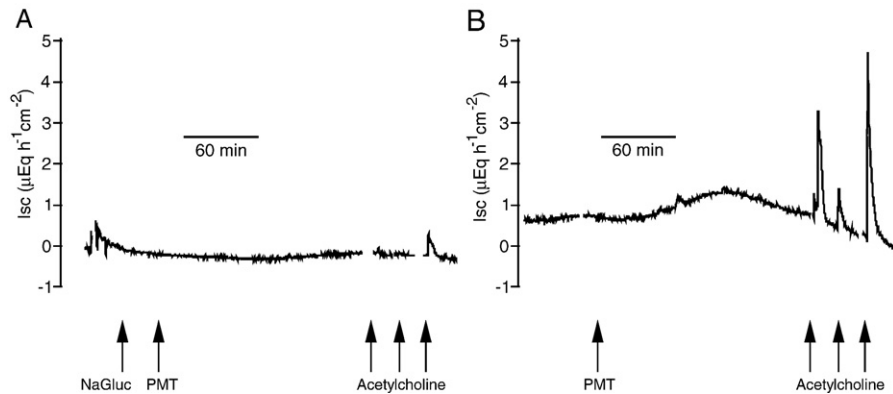 A
5
4
3
2
1
0
-1
Isc (µEq h⁻¹cm⁻²)
60 min
NaGluc PMT Acetylcholine
B
5
4
3
2
1
0
-1
Isc (µEq h⁻¹cm⁻²)
60 min
PMT Acetylcholine